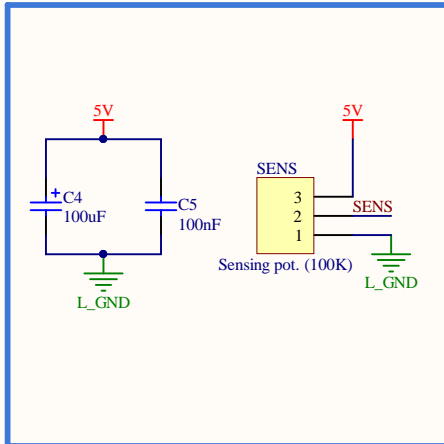 5V
C4
100uF
C5
100nF
L_GND
5V
SENS
3
2
1
SENS
Sensing pot. (100K)
L_GND